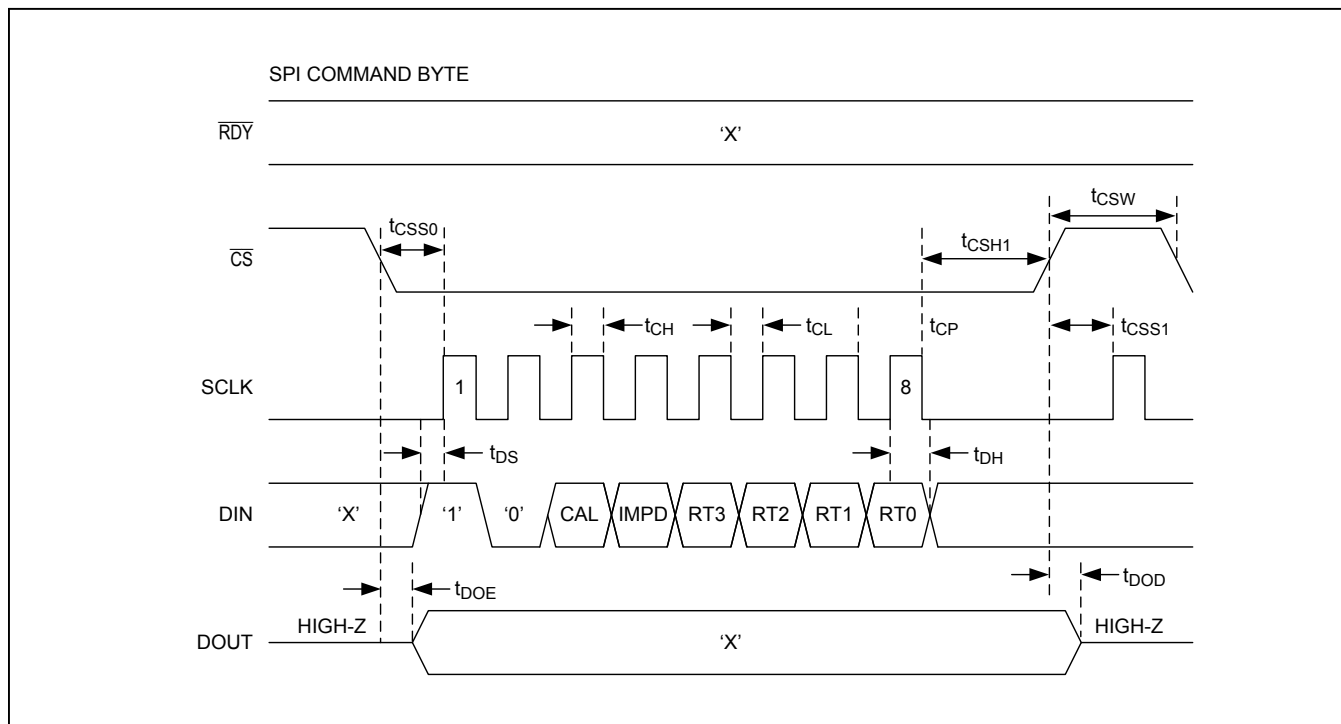 SPI COMMAND BYTE
RDY
'X'
tCSW
tCSS0
tCSH1
CS
tCH
tCL
tCP
tCSS1
SCLK
1
8
tDS
tDH
DIN
'X'
'1'
'0'
CAL
IMPD
RT3
RT2
RT1
RT0
tDOE
tDOD
HIGH-Z
HIGH-Z
DOUT
'X'